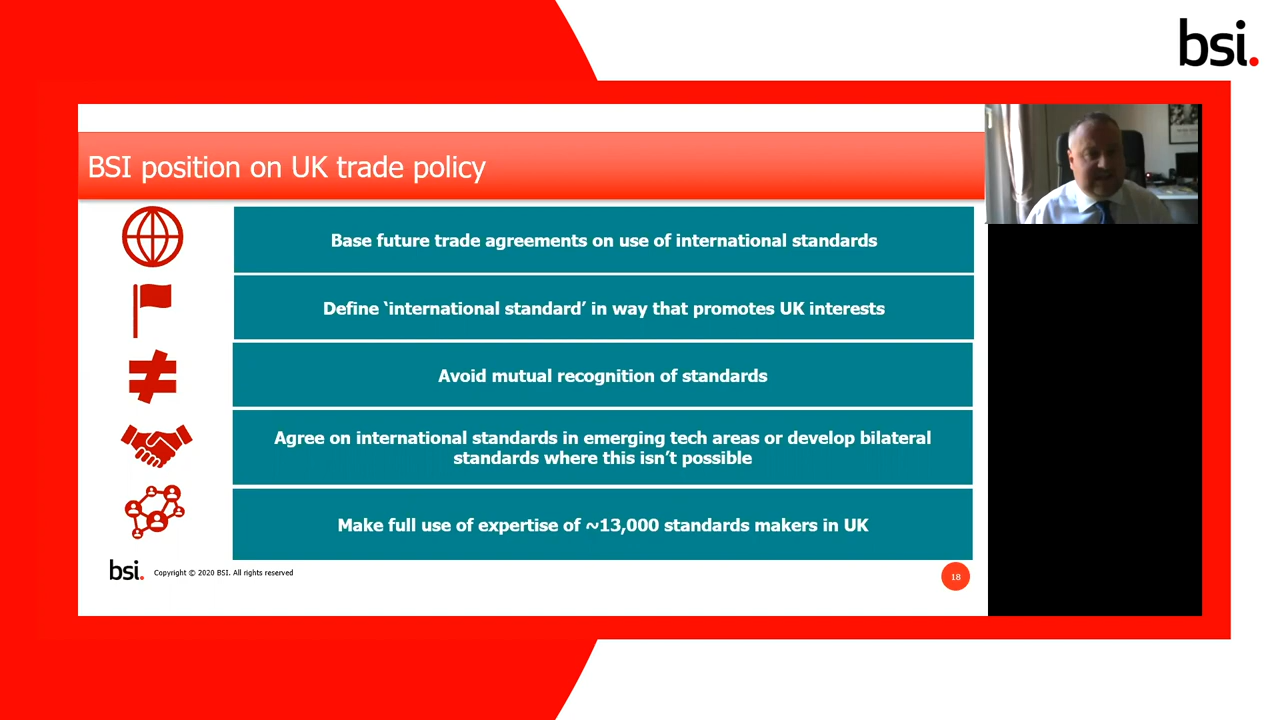 bsi.
BSI position on UK trade policy
Base future trade agreements on use of international standards
Define ‘international standard’ in way that promotes UK interests
Avoid mutual recognition of standards
Agree on international standards in emerging tech areas or develop bilateral
standards where this isn’t possible
Make full use of expertise of ~13,000 standards makers in UK
bsi. Copyright © 2020 BSI. All rights reserved
18